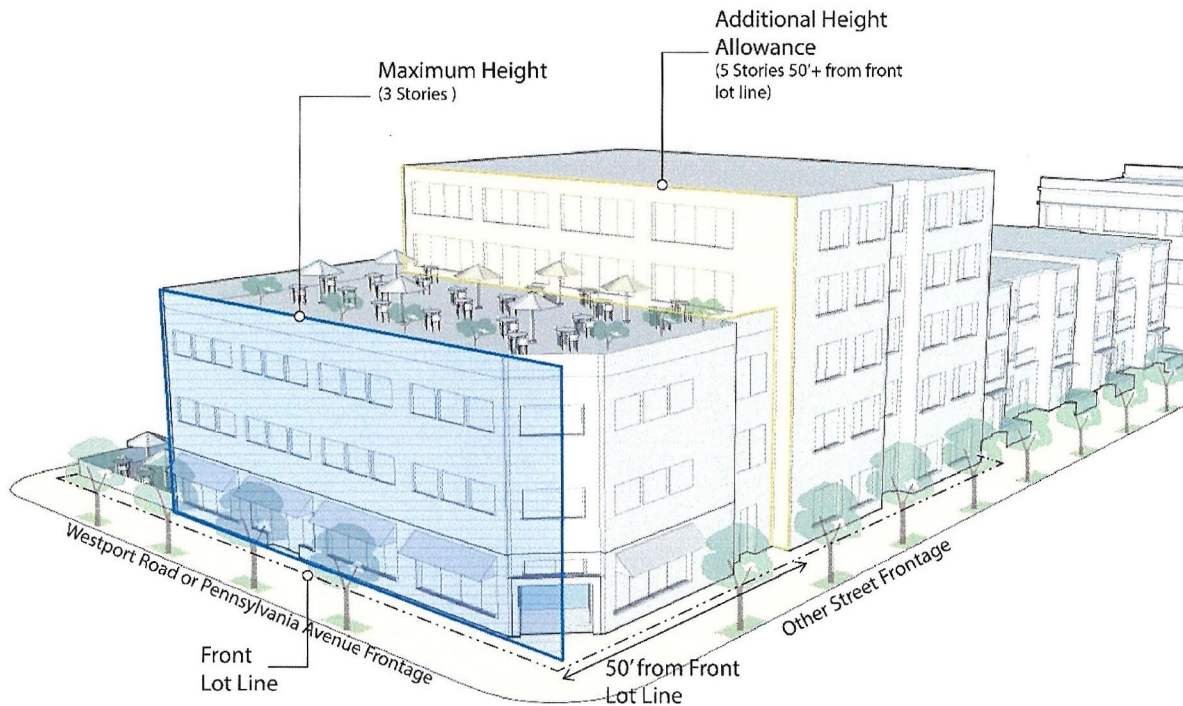 Additional Height
Allowance
(5 Stories 50'+ from front
lot line)
Maximum Height
(3 Stories )
Westport Road or Pennsylvania Avenue Frontage
Other Street Frontage
Front
Lot Line
50' from Front
Lot Line